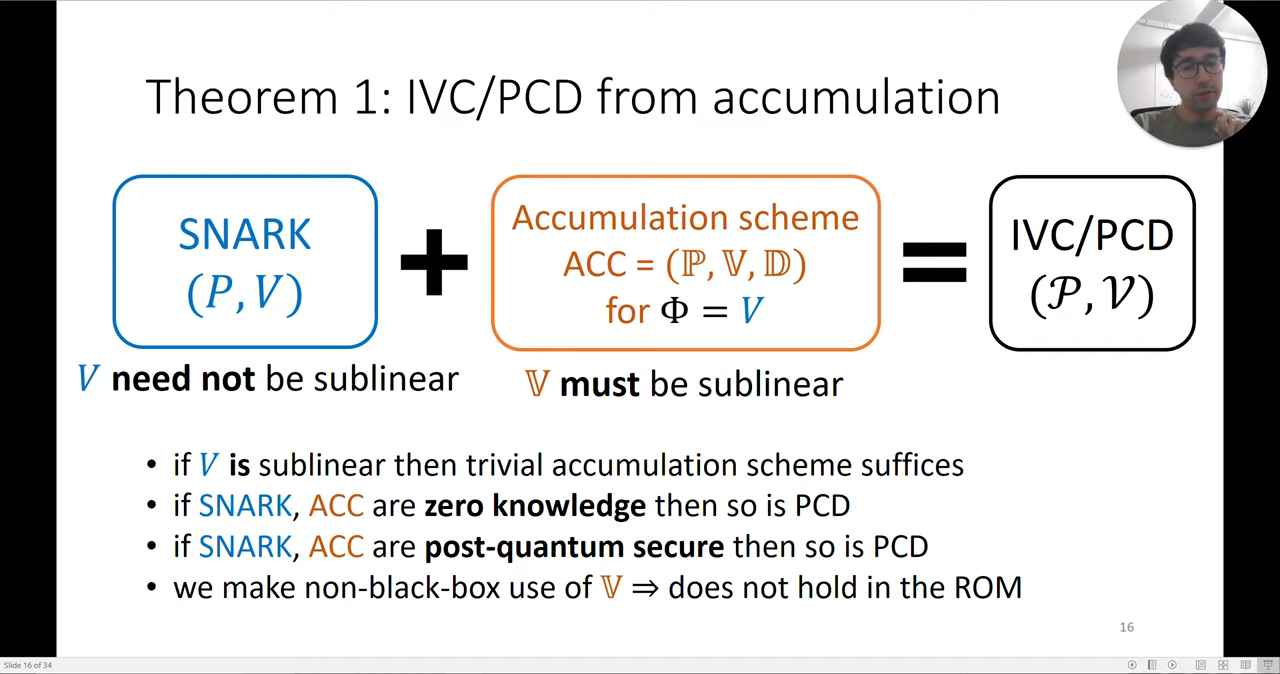 Theorem 1: IVC/PCD from accumulation
SNARK
(P, V)
+
Accumulation scheme
ACC = (ℙ, 𝕍, 𝔻)
for Φ = V
=
IVC/PCD
(𝒫, 𝒱)
V need not be sublinear
𝕍 must be sublinear
• if V is sublinear then trivial accumulation scheme suffices
• if SNARK, ACC are zero knowledge then so is PCD
• if SNARK, ACC are post-quantum secure then so is PCD
• we make non-black-box use of 𝕍 ⇒ does not hold in the ROM
16
Slide 16 of 34